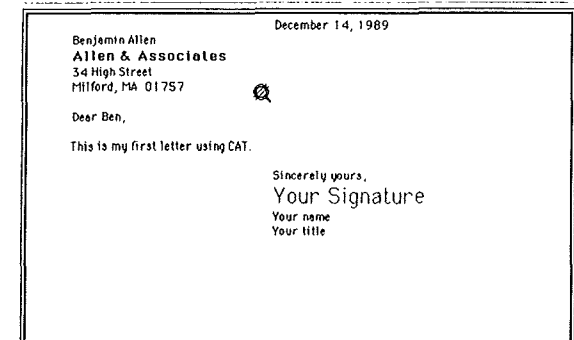 December 14, 1989
Benjamin Allen
Allen & Associates
34 High Street
Milford, MA 01757
Dear Ben,
This is my first letter using CAT.
Sincerely yours,
Your Signature
Your name
Your title